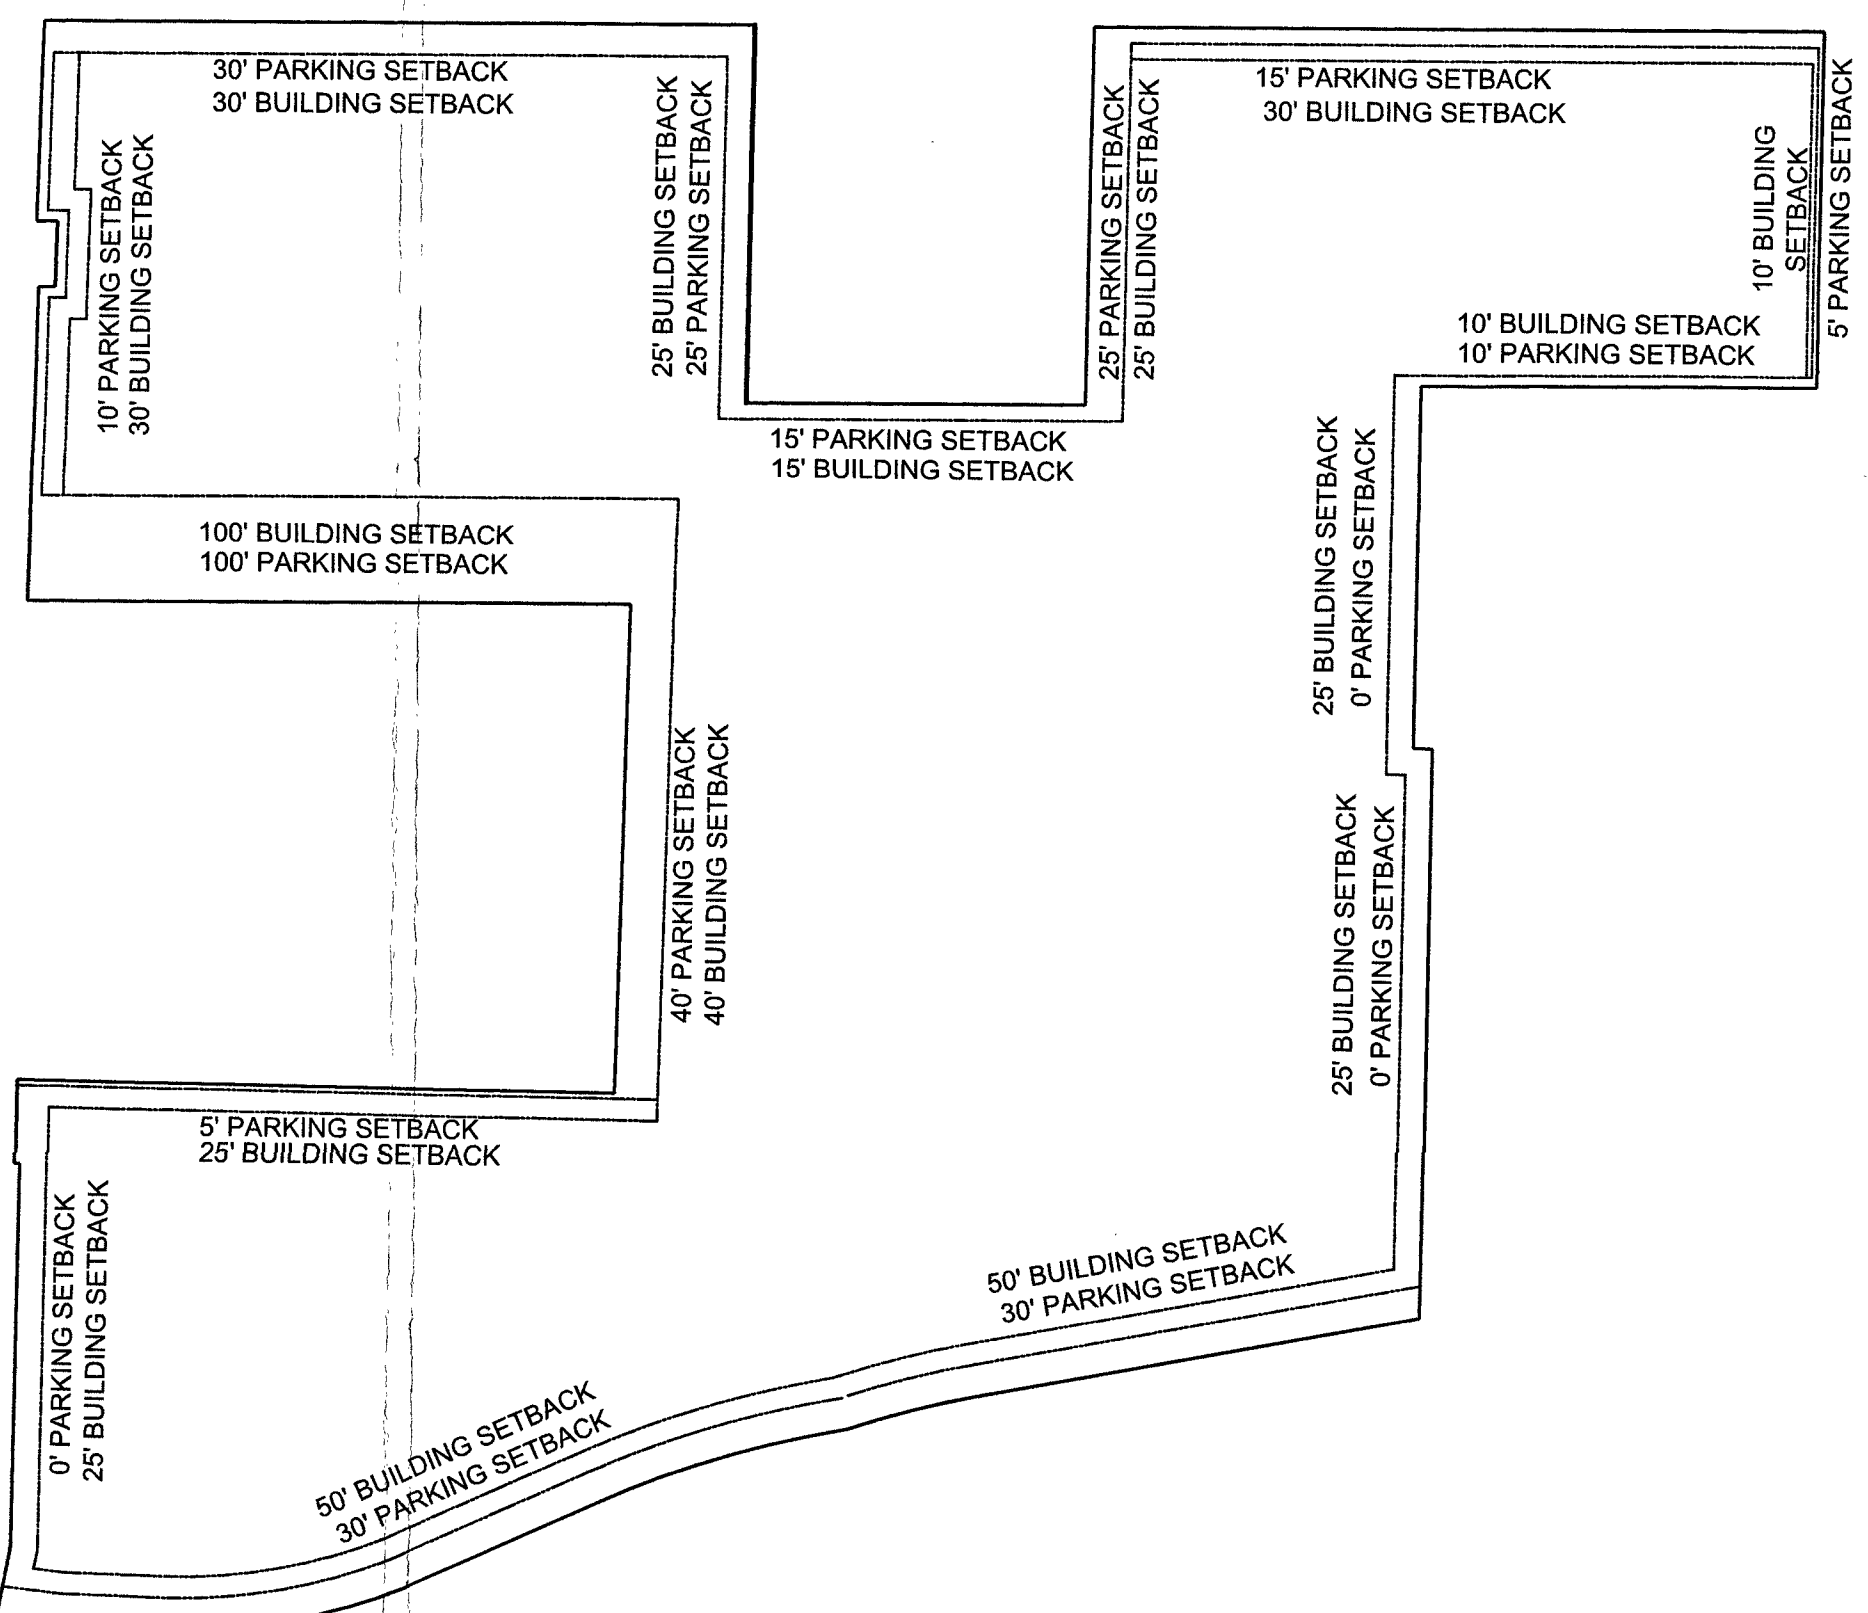 30' PARKING SETBACK
30' BUILDING SETBACK
25' BUILDING SETBACK
25' PARKING SETBACK
25' PARKING SETBACK
25' BUILDING SETBACK
15' PARKING SETBACK
30' BUILDING SETBACK
10' BUILDING
SETBACK
5' PARKING SETBACK
10' PARKING SETBACK
30' BUILDING SETBACK
10' BUILDING SETBACK
10' PARKING SETBACK
15' PARKING SETBACK
15' BUILDING SETBACK
100' BUILDING SETBACK
100' PARKING SETBACK
25' BUILDING SETBACK
0' PARKING SETBACK
40' PARKING SETBACK
40' BUILDING SETBACK
25' BUILDING SETBACK
0' PARKING SETBACK
5' PARKING SETBACK
25' BUILDING SETBACK
0' PARKING SETBACK
25' BUILDING SETBACK
50' BUILDING SETBACK
30' PARKING SETBACK
50' BUILDING SETBACK
30' PARKING SETBACK